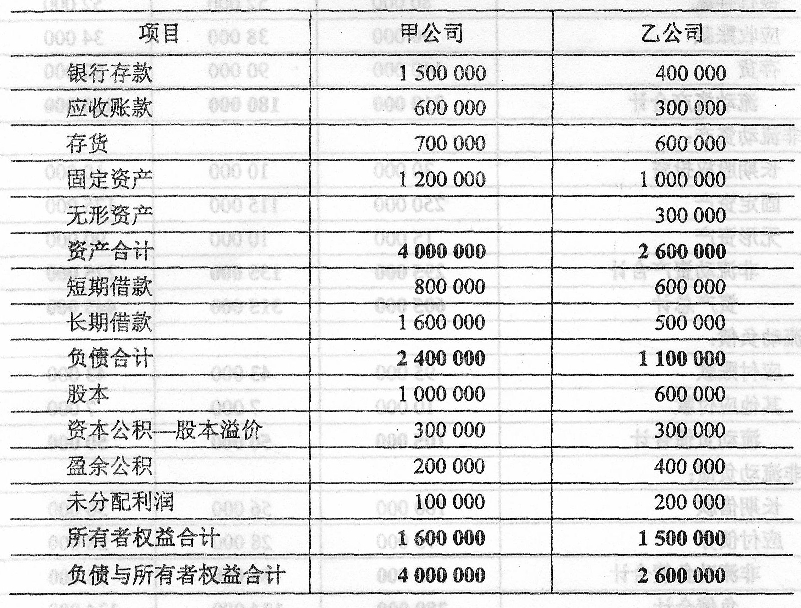 项目 甲公司 乙公司
银行存款 1 500 000 400 000
应收账款 600 000 300 000
存货 700 000 600 000
固定资产 1 200 000 1 000 000
无形资产 300 000
资产合计 4 000 000 2 600 000
短期借款 800 000 600 000
长期借款 1 600 000 500 000
负债合计 2 400 000 1 100 000
股本 1 000 000 600 000
资本公积—股本溢价 300 000 300 000
盈余公积 200 000 400 000
未分配利润 100 000 200 000
所有者权益合计 1 600 000 1 500 000
负债与所有者权益合计 4 000 000 2 600 000